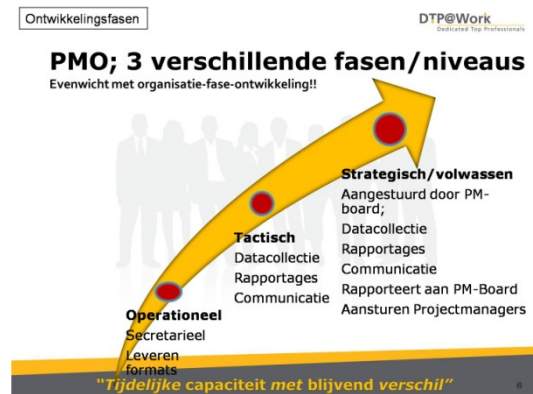 Ontwikkelingsfasen
DTP@Work
Dedicated Top Professionals
PMO; 3 verschillende fasen/niveaus
Evenwicht met organisatie-fase-ontwikkeling!!
Strategisch/volwassen
Aangestuurd door PM-
board;
Datacollectie
Rapportages
Communicatie
Rapporteert aan PM-Board
Aansturen Projectmanagers
Tactisch
Datacollectie
Rapportages
Communicatie
Operationeel
Secretarieel
Leveren
formats
"Tijdelijke capaciteit met blijvend verschil"
6